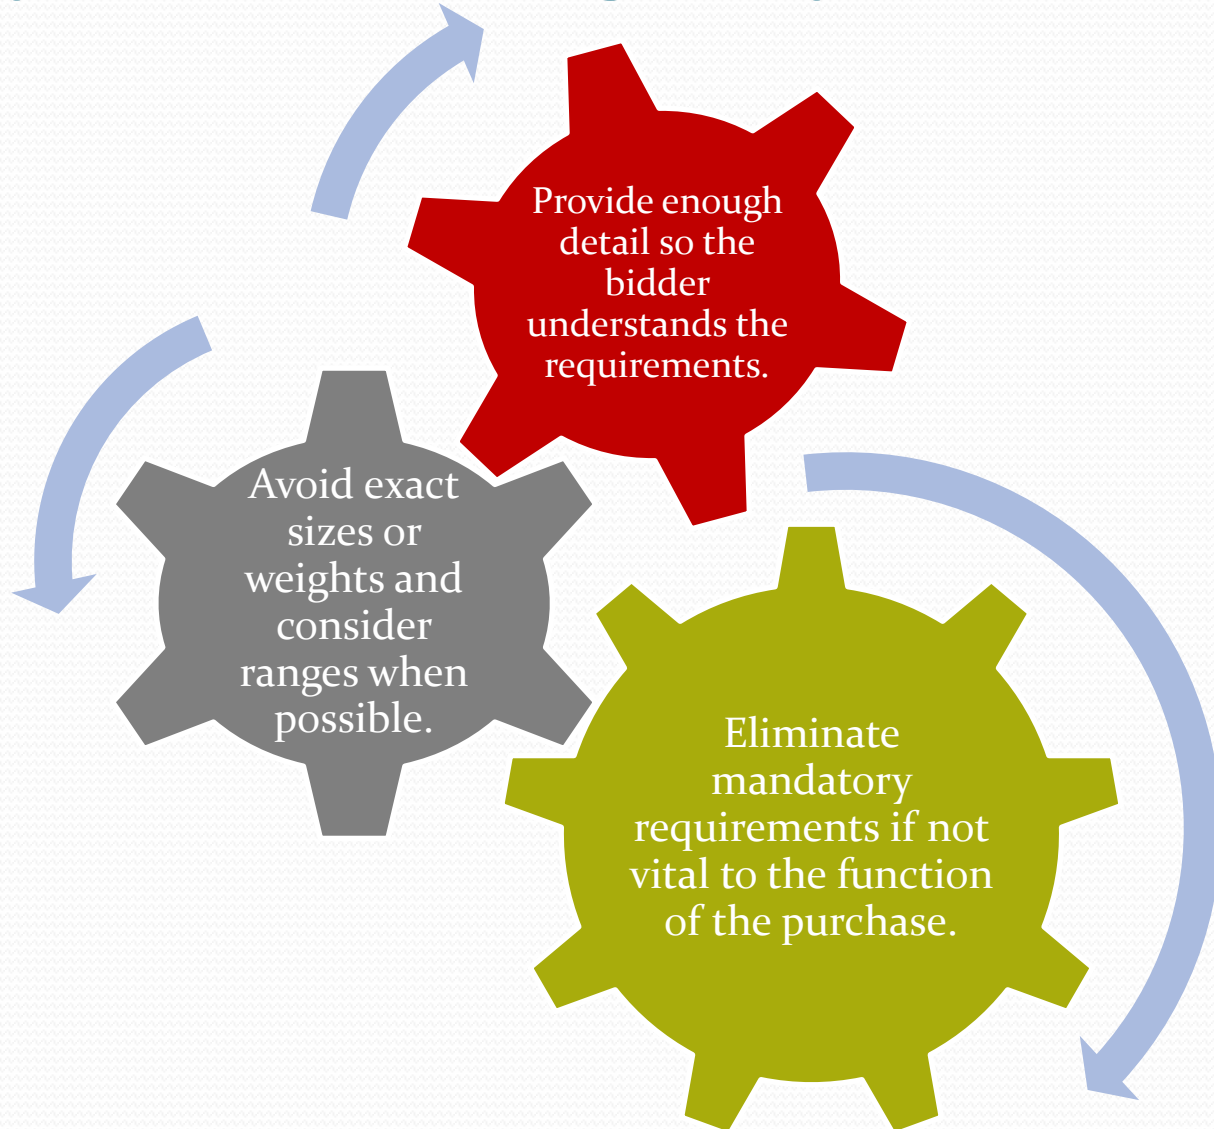 Provide enough
detail so the
bidder
understands the
requirements.
Avoid exact
sizes or
weights and
consider
ranges when
possible.
Eliminate
mandatory
requirements if not
vital to the function
of the purchase.